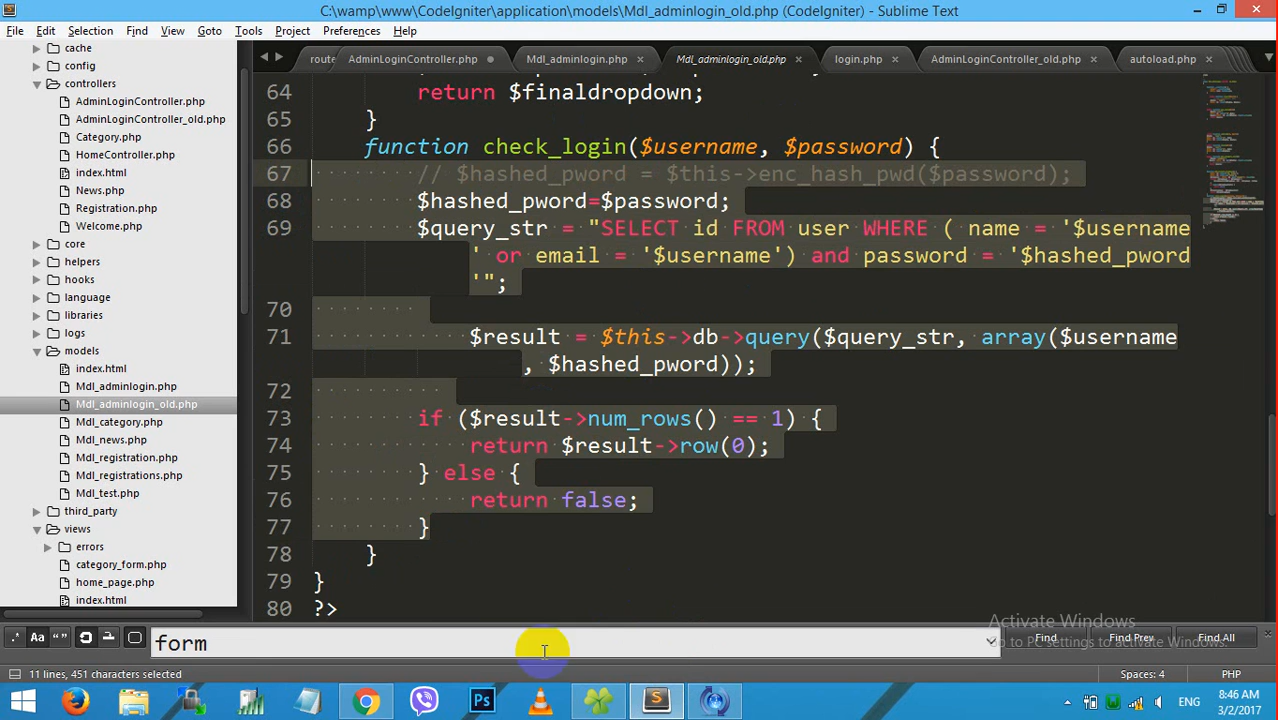 C:\wamp\www\CodeIgniter\application\models\Mdl_adminlogin_old.php (CodeIgniter) - Sublime Text
File Edit Selection Find View Goto Tools Project Preferences Help
route AdminLoginController.php Mdl_adminlogin.php Mdl_adminlogin_old.php login.php AdminLoginController_old.php autoload.php
cache
config
controllers
AdminLoginController.php
AdminLoginController_old.php
Category.php
HomeController.php
index.html
News.php
Registration.php
Welcome.php
core
helpers
hooks
language
libraries
logs
models
index.html
Mdl_adminlogin.php
Mdl_adminlogin_old.php
Mdl_category.php
Mdl_news.php
Mdl_registration.php
Mdl_registrations.php
Mdl_test.php
third_party
views
errors
category_form.php
home_page.php
index.html
64 return $finaldropdown;
65 }
66 function check_login($username, $password) {
67 // $hashed_pword = $this->enc_hash_pwd($password);
68 $hashed_pword=$password;
69 $query_str = "SELECT id FROM user WHERE ( name = '$username
' or email = '$username') and password = '$hashed_pword
'";
70
71 $result = $this->db->query($query_str, array($username
, $hashed_pword));
72
73 if ($result->num_rows() == 1) {
74 return $result->row(0);
75 } else {
76 return false;
77 }
78 }
79 }
80 ?>
Activate Windows
Go to PC settings to activate Windows.
.* Aa “ ” form Find Find Prev Find All
11 lines, 451 characters selected Spaces: 4 PHP
Ps S ENG 8:46 AM
3/2/2017